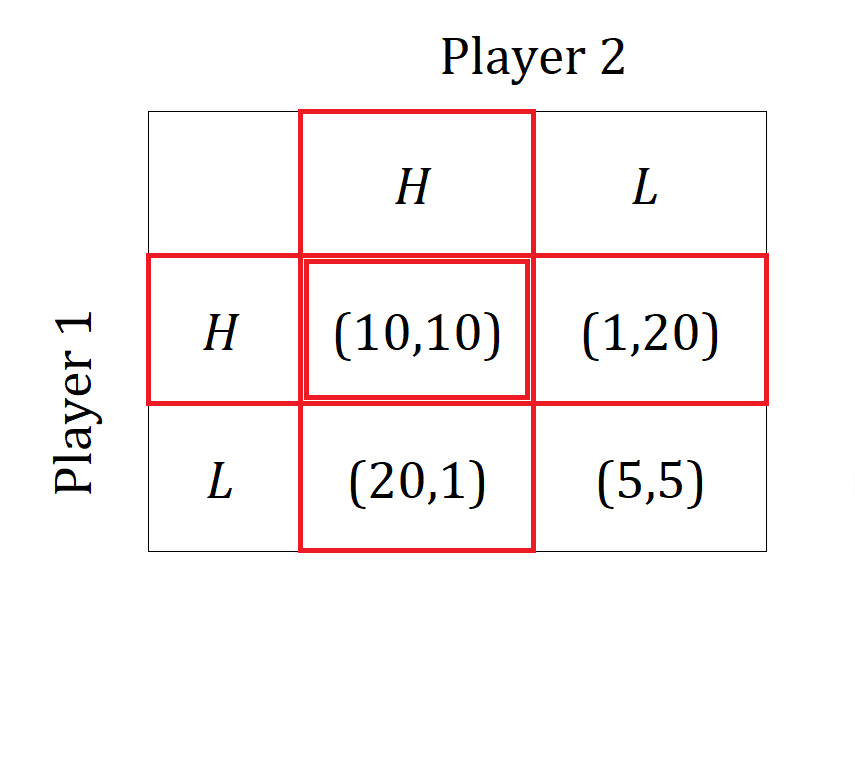 Player 2
H L
Player 1
H (10,10) (1,20)
L (20,1) (5,5)